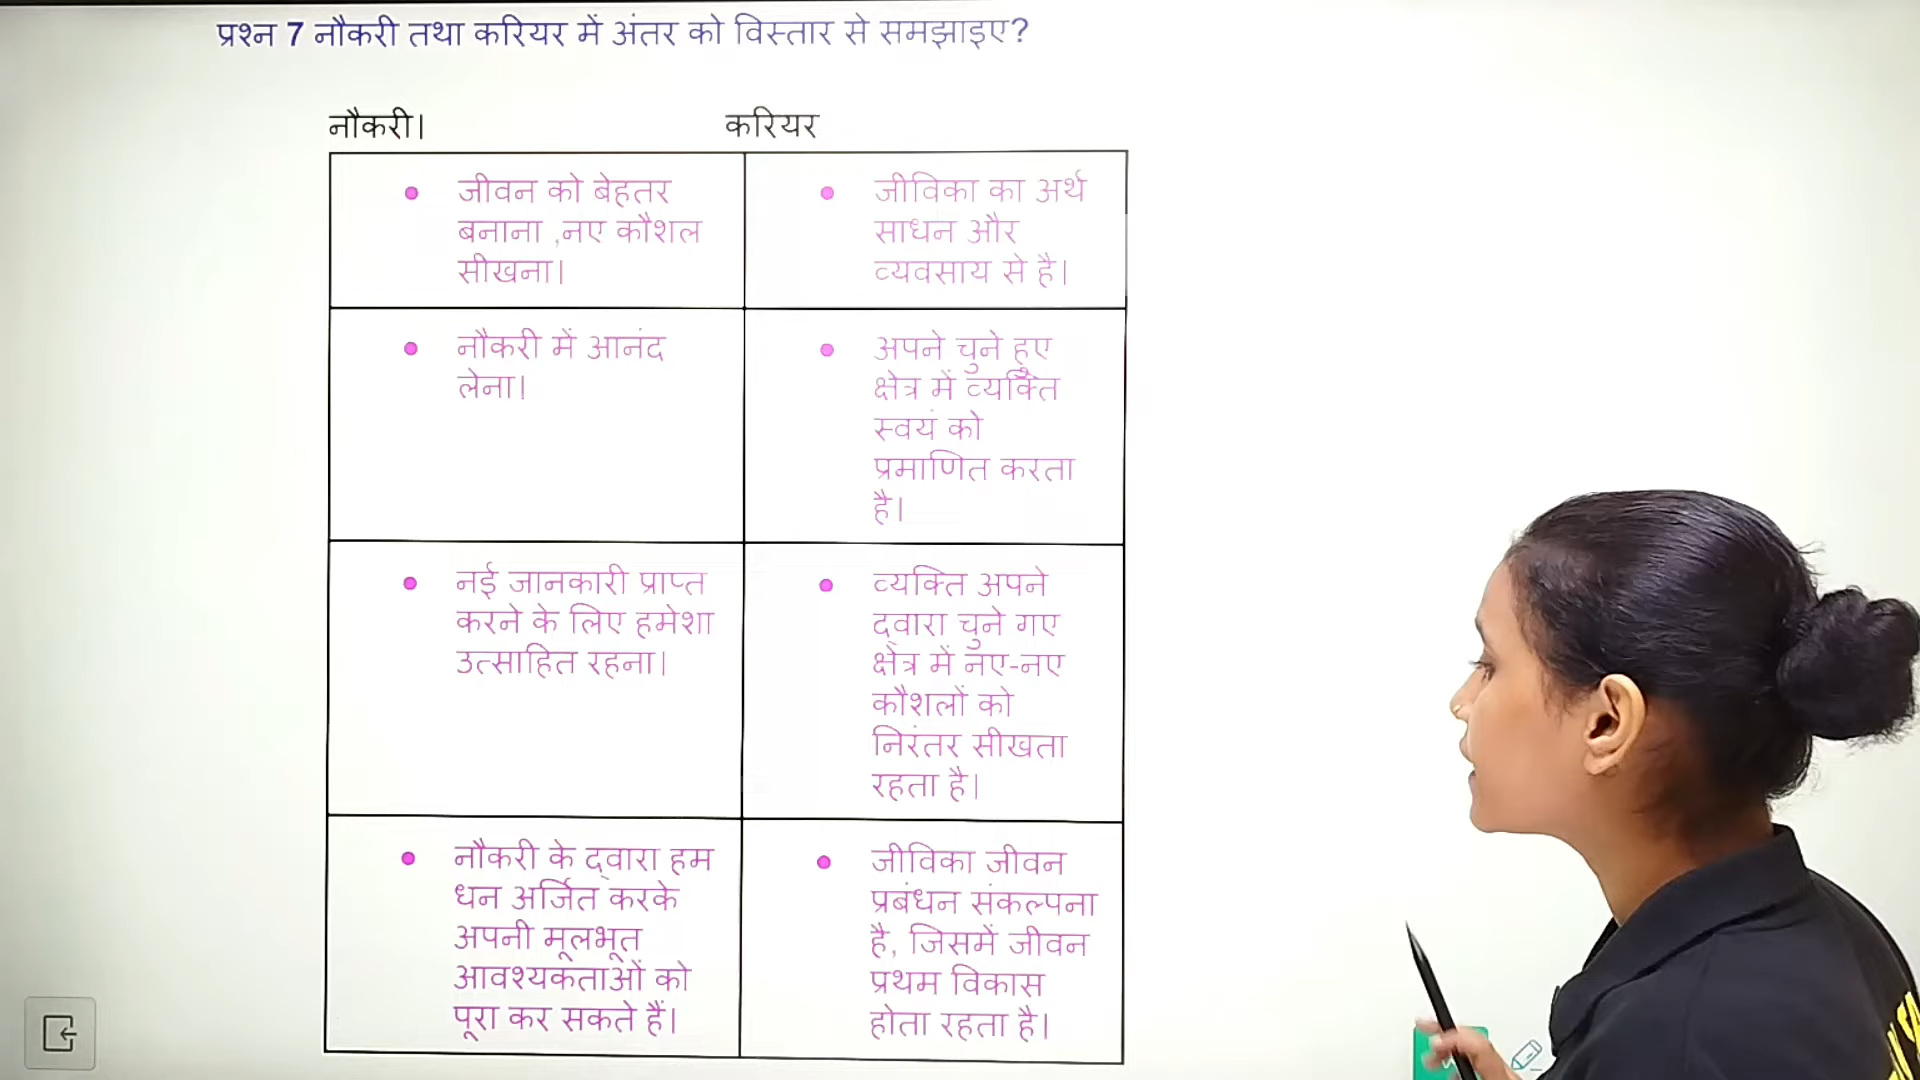 प्रश्न 7 नौकरी तथा करियर में अंतर को विस्तार से समझाइए?
नौकरी।
करियर
जीवन को बेहतर
बनाना ,नए कौशल
सीखना।
जीविका का अर्थ
साधन और
व्यवसाय से है।
नौकरी में आनंद
लेना।
अपने चुने हुए
क्षेत्र में व्यक्ति
स्वयं को
प्रमाणित करता
है।
नई जानकारी प्राप्त
करने के लिए हमेशा
उत्साहित रहना।
व्यक्ति अपने
द्वारा चुने गए
क्षेत्र में नए-नए
कौशलों को
निरंतर सीखता
रहता है।
नौकरी के द्वारा हम
धन अर्जित करके
अपनी मूलभूत
आवश्यकताओं को
पूरा कर सकते हैं।
जीविका जीवन
प्रबंधन संकल्पना
है, जिसमें जीवन
प्रथम विकास
होता रहता है।